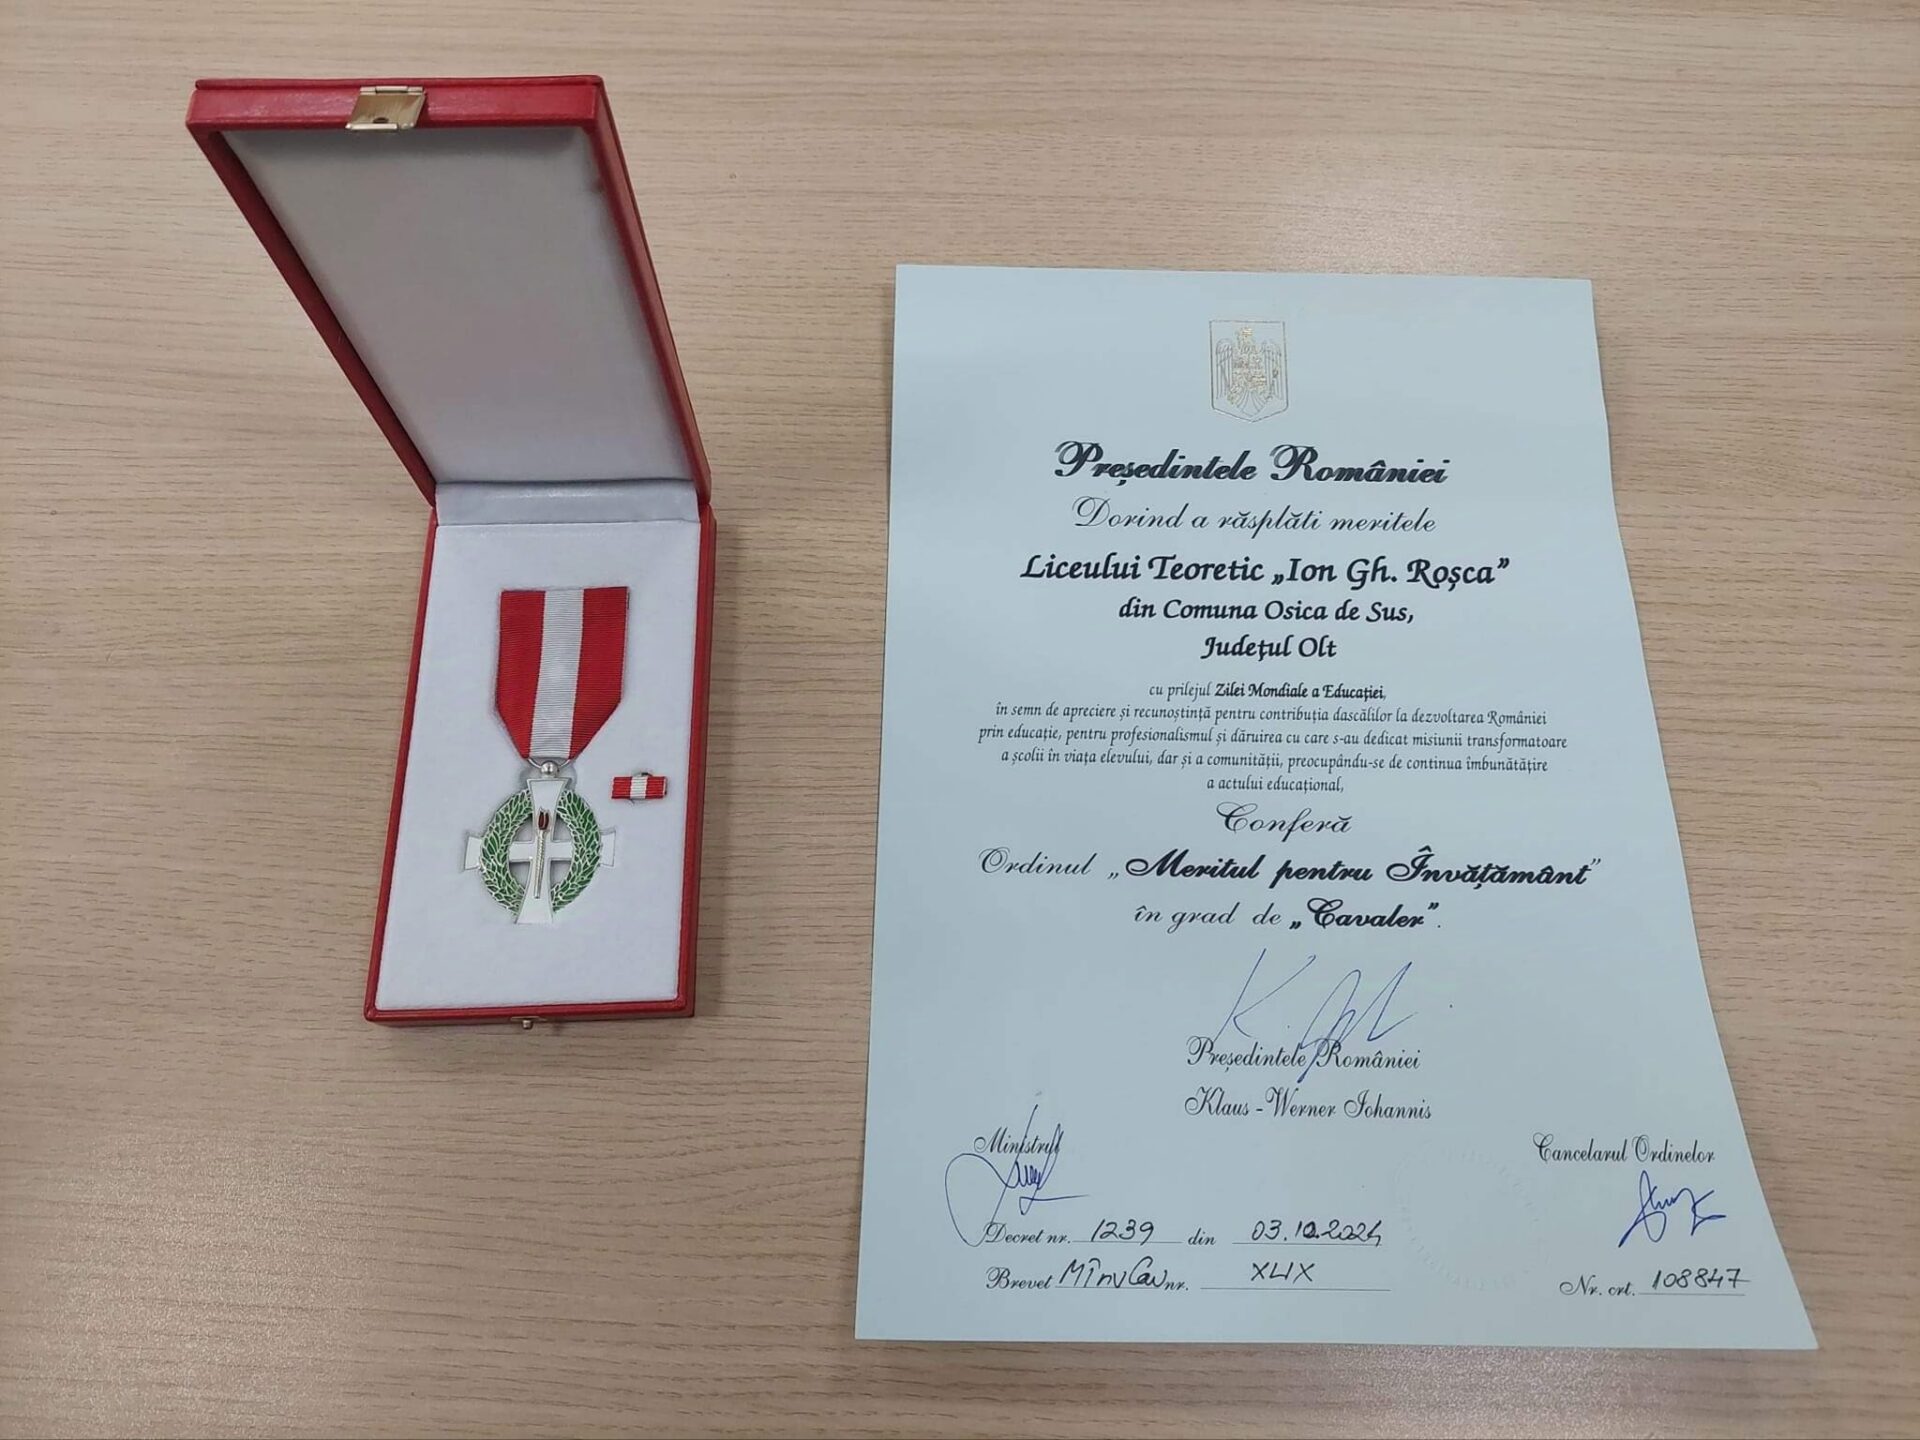 Președintele României
Dorind a răsplăti meritele
Liceului Teoretic „Ion Gh. Roșca”
din Comuna Osica de Sus,
Județul Olt
cu prilejul Zilei Mondiale a Educației,
în semn de apreciere și recunoștință pentru contribuția dascălilor la dezvoltarea României
prin educație, pentru profesionalismul și dăruirea cu care s-au dedicat misiunii transformatoare
a școlii în viața elevului, dar și a comunității, preocupându-se de continua îmbunătățire
a actului educațional,
Conferă
Ordinul „Meritul pentru Învățământ”
în grad de „Cavaler”.
Președintele României
Klaus - Werner Iohannis
Ministrul
Cancelarul Ordinelor
Decret nr. 1239 din 03.10.2024
Brevet MÎnv Cav nr. XLIX
Nr. crt. 108847